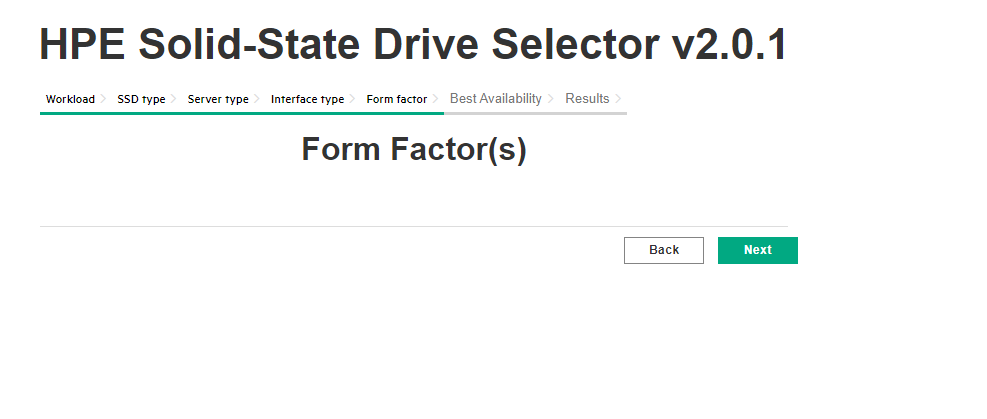 HPE Solid-State Drive Selector v2.0.1
Workload SSD type Server type Interface type Form factor Best Availability Results
Form Factor(s)
Back Next